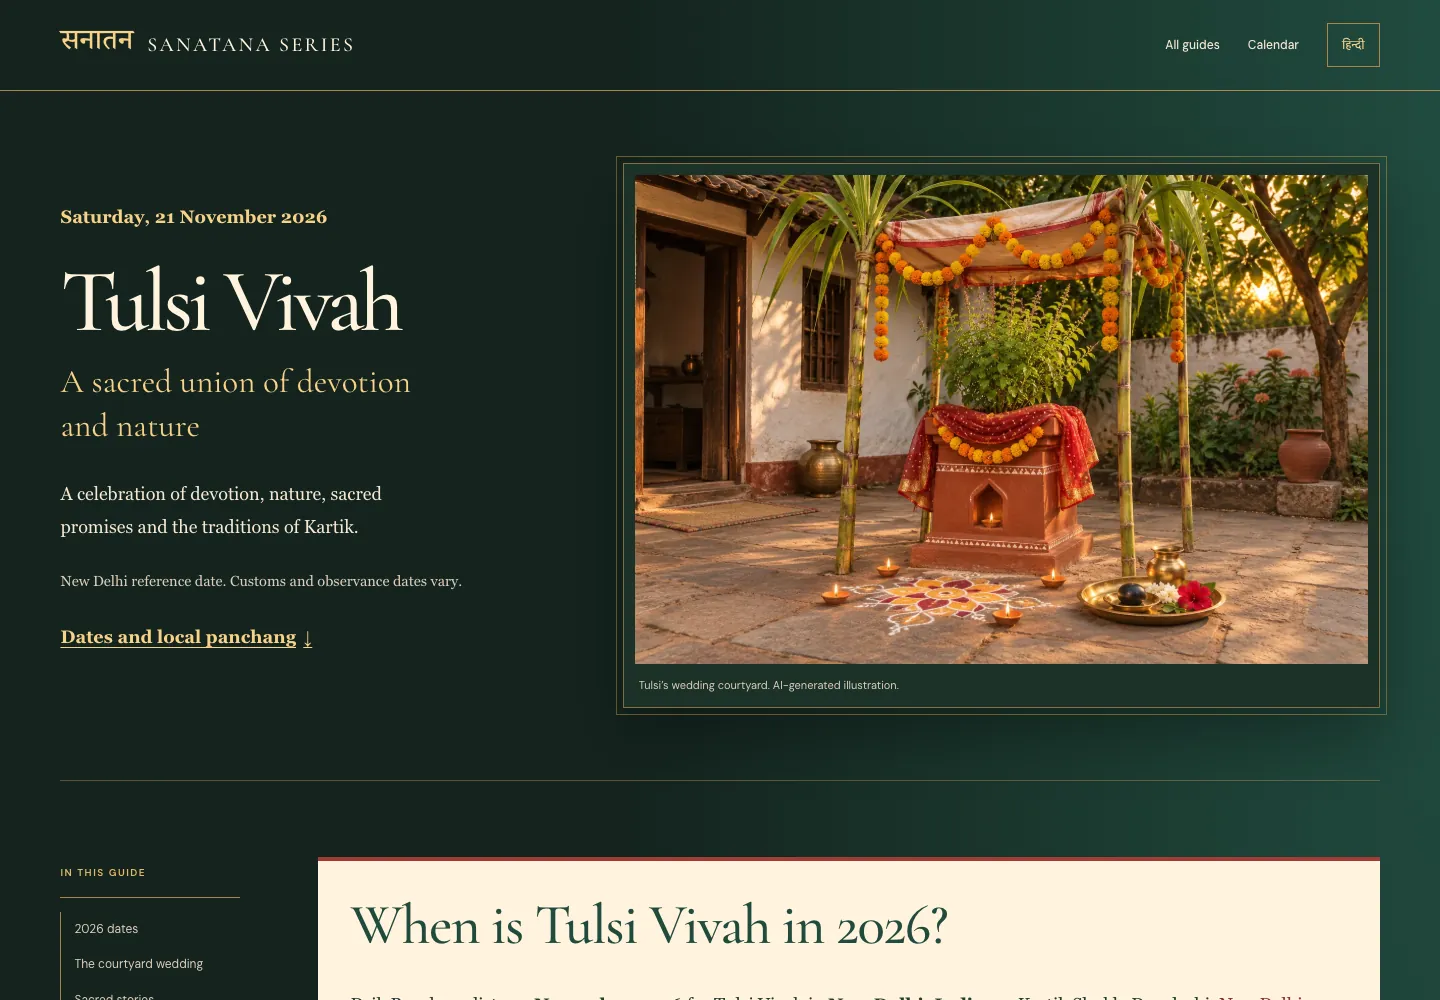 सनातन SANATANA SERIES
All guides
Calendar
हिन्दी
Saturday, 21 November 2026
Tulsi Vivah
A sacred union of devotion
and nature
A celebration of devotion, nature, sacred
promises and the traditions of Kartik.
New Delhi reference date. Customs and observance dates vary.
Dates and local panchang ↓
Tulsi’s wedding courtyard. AI-generated illustration.
IN THIS GUIDE
2026 dates
The courtyard wedding
Sacred stories
When is Tulsi Vivah in 2026?